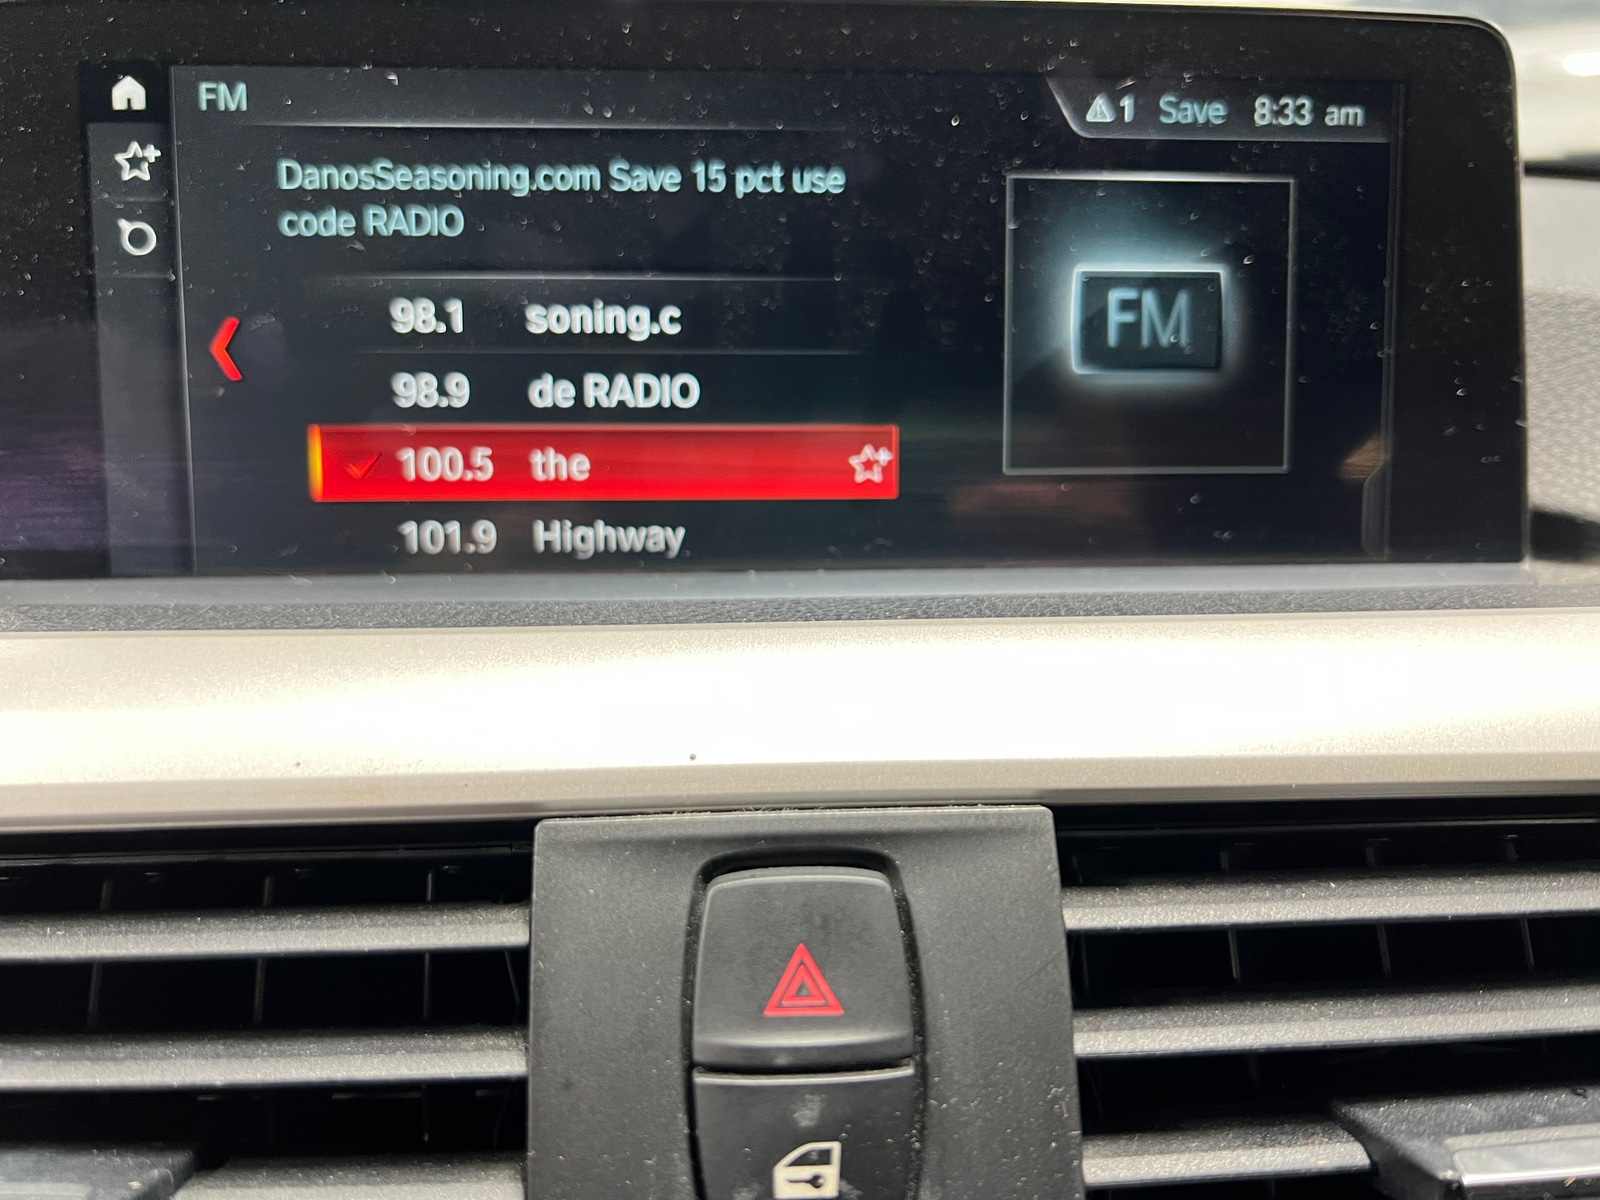 FM
1 Save 8:33 am
DanosSeasoning.com Save 15 pct use
code RADIO
98.1 soning.c
98.9 de RADIO
100.5 the
101.9 Highway
FM